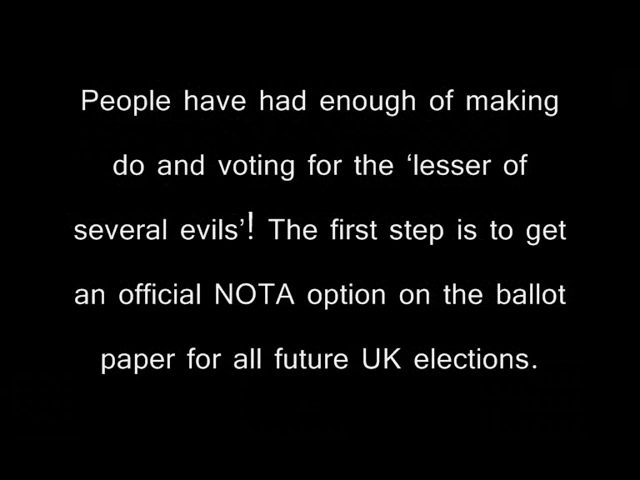 People have had enough of making
do and voting for the ‘lesser of
several evils’! The first step is to get
an official NOTA option on the ballot
paper for all future UK elections.